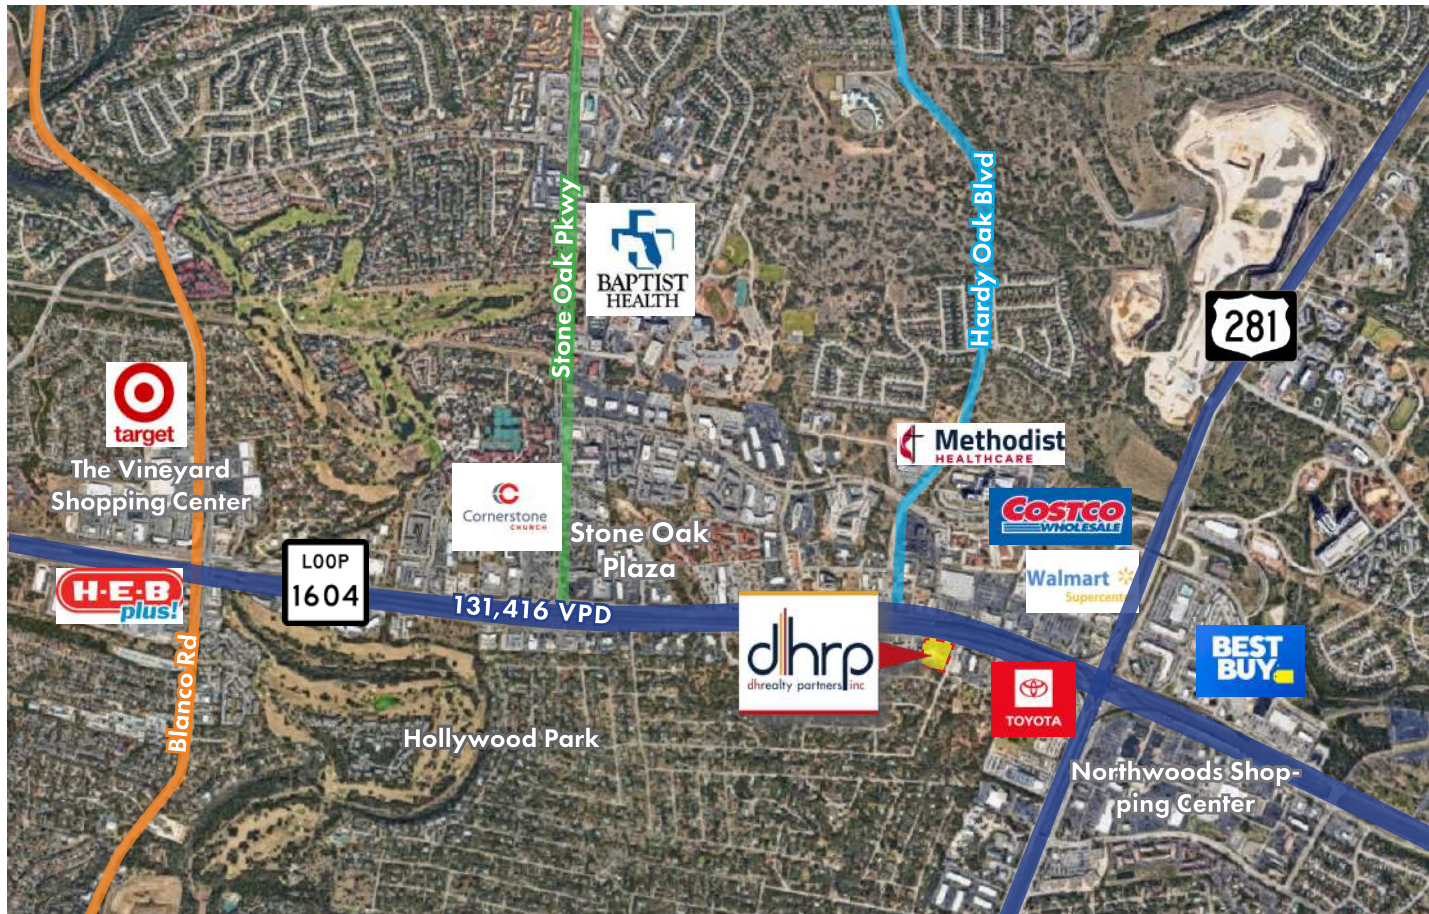 Stone Oak Pkwy
Hardy Oak Blvd
BAPTIST
HEALTH
281
target
The Vineyard
Shopping Center
Methodist
HEALTHCARE
Cornerstone
CHURCH
COSTCO
WHOLESALE
Stone Oak
Plaza
LOOP
1604
H-E-B
plus!
Walmart
Supercente
131,416 VPD
dhrp
dhrealty partners inc
BEST
BUY
Blanco Rd
TOYOTA
Hollywood Park
Northwoods Shop-
ping Center